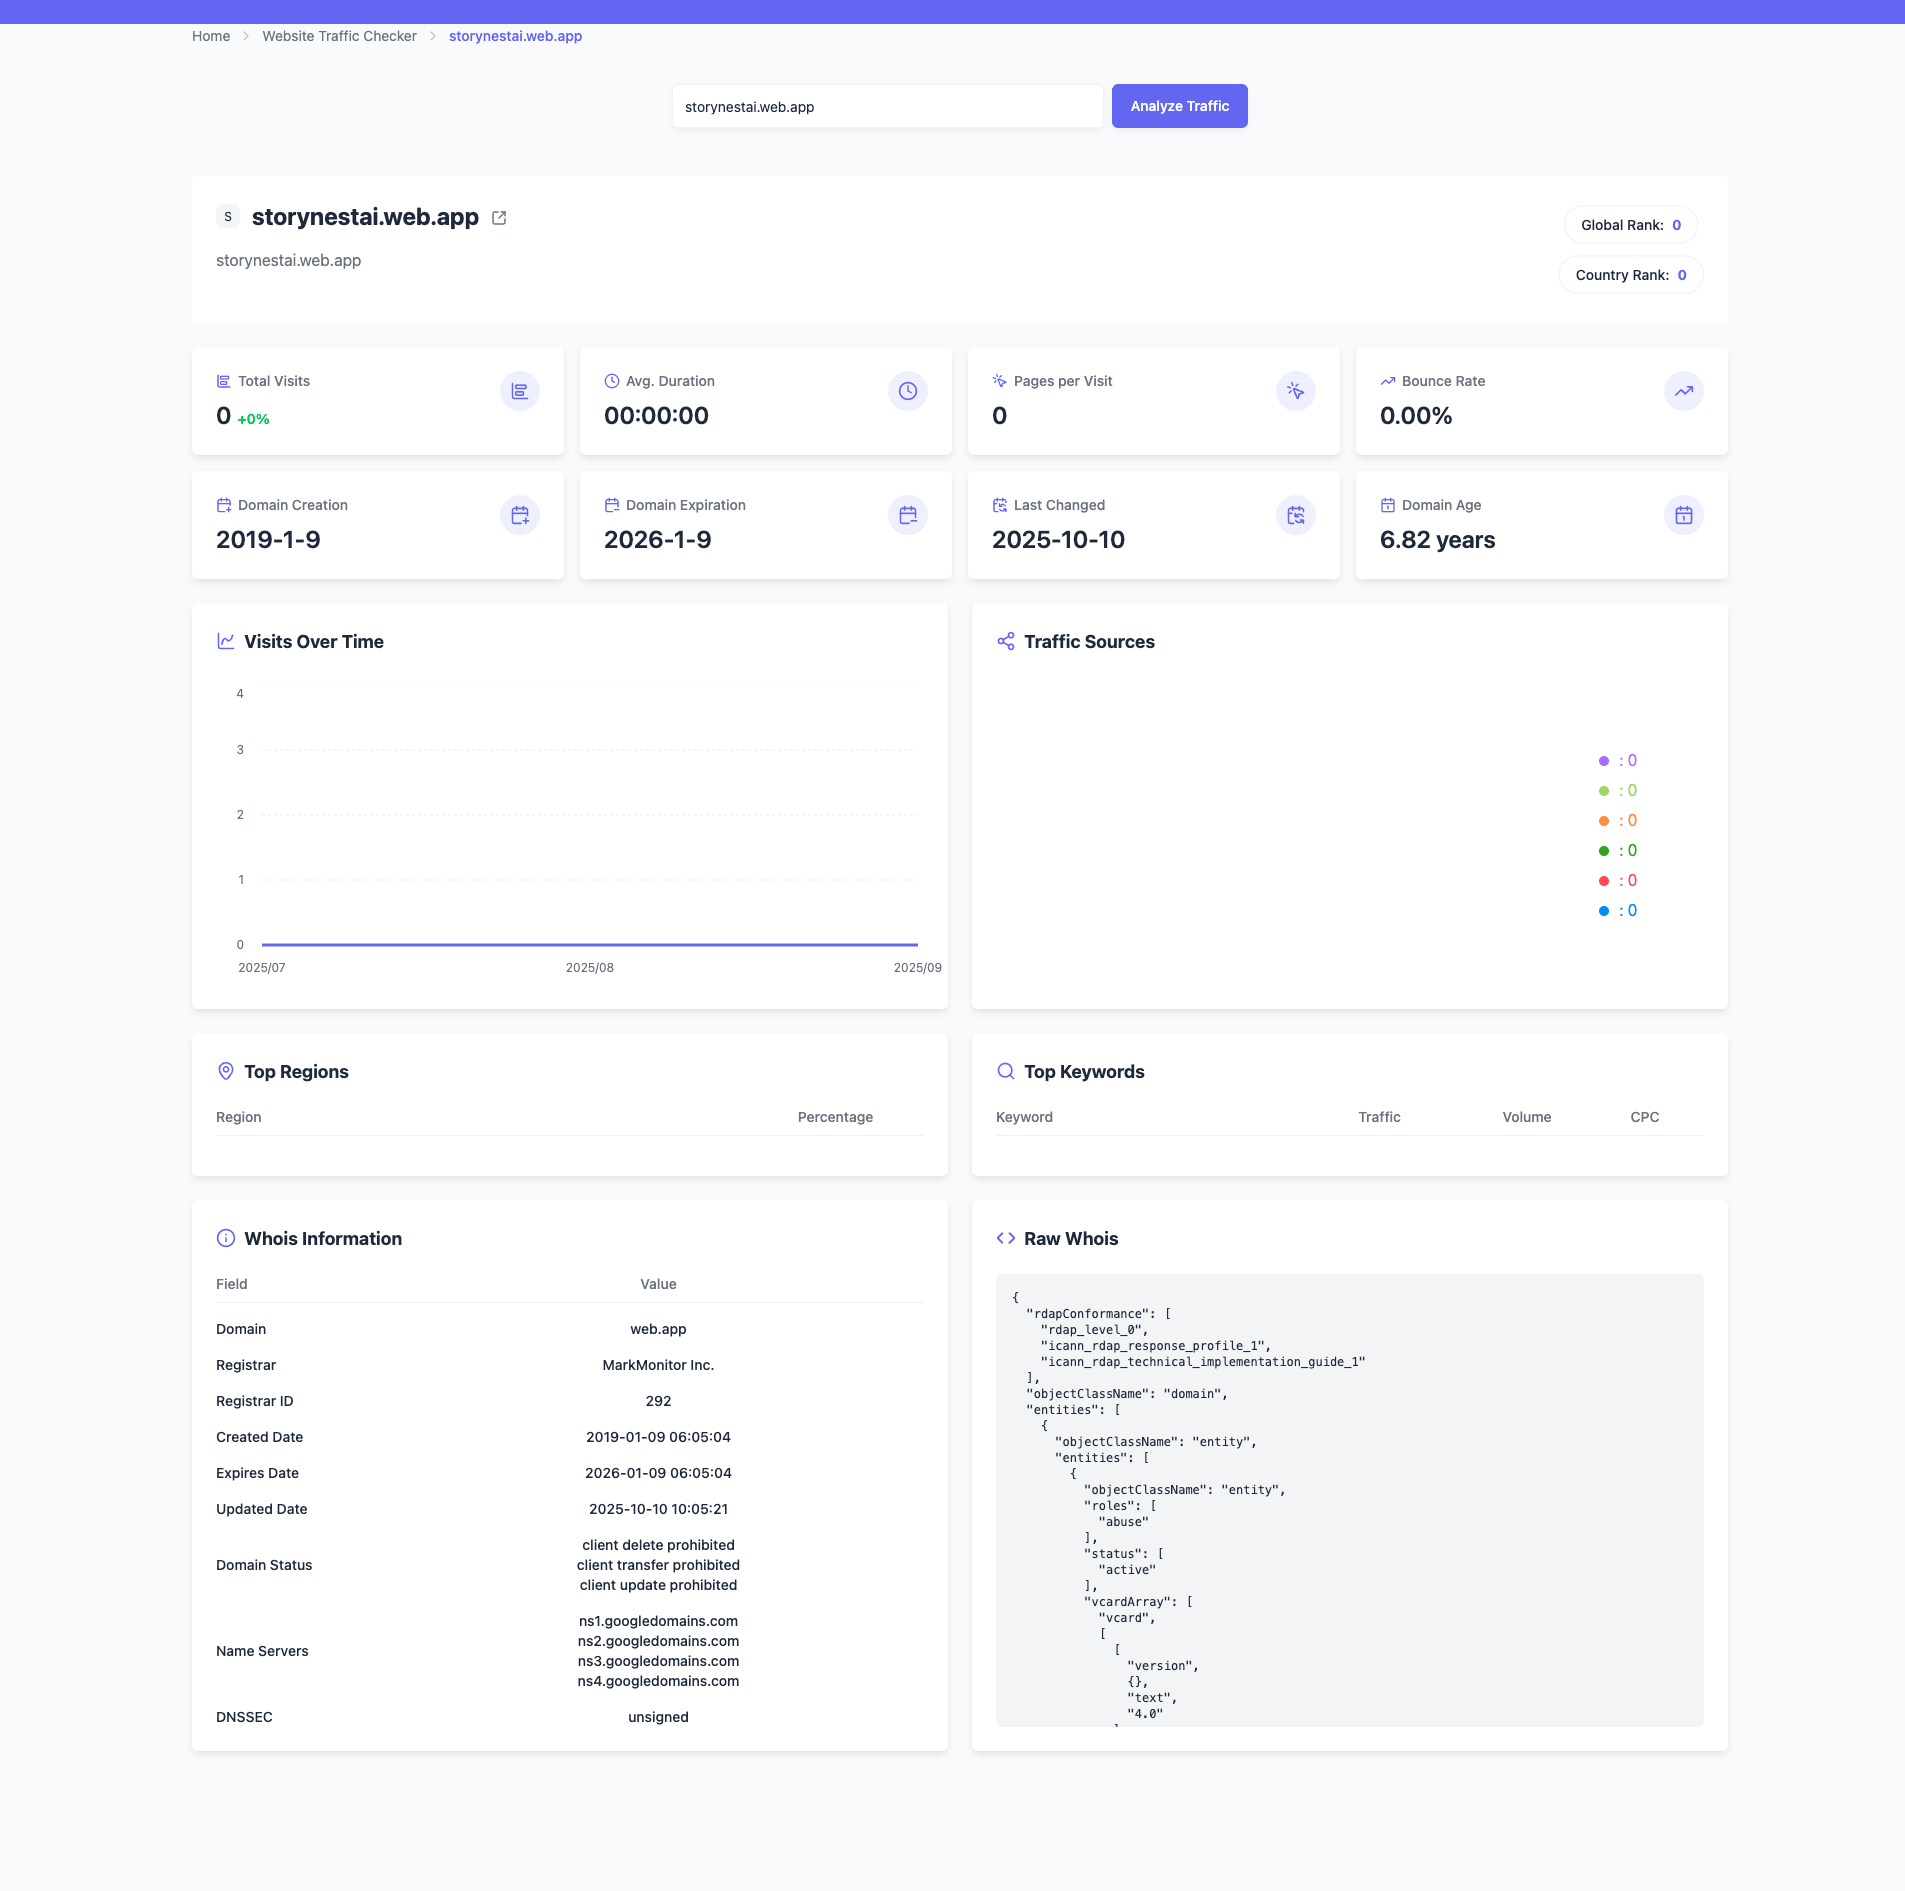 Home > Website Traffic Checker > storynestai.web.app
storynestai.web.app
Analyze Traffic
S storynestai.web.app
storynestai.web.app
Global Rank: 0
Country Rank: 0
Total Visits
0 +0%
Avg. Duration
00:00:00
Pages per Visit
0
Bounce Rate
0.00%
Domain Creation
2019-1-9
Domain Expiration
2026-1-9
Last Changed
2025-10-10
Domain Age
6.82 years
Visits Over Time
4
3
2
1
0
2025/07 2025/08 2025/09
Traffic Sources
: 0
: 0
: 0
: 0
: 0
: 0
Top Regions
Region Percentage
Top Keywords
Keyword Traffic Volume CPC
Whois Information
Field Value
Domain web.app
Registrar MarkMonitor Inc.
Registrar ID 292
Created Date 2019-01-09 06:05:04
Expires Date 2026-01-09 06:05:04
Updated Date 2025-10-10 10:05:21
Domain Status
client delete prohibited
client transfer prohibited
client update prohibited
Name Servers
ns1.googledomains.com
ns2.googledomains.com
ns3.googledomains.com
ns4.googledomains.com
DNSSEC unsigned
Raw Whois
{
"rdapConformance": [
"rdap_level_0",
"icann_rdap_response_profile_1",
"icann_rdap_technical_implementation_guide_1"
],
"objectClassName": "domain",
"entities": [
{
"objectClassName": "entity",
"entities": [
{
"objectClassName": "entity",
"roles": [
"abuse"
],
"status": [
"active"
],
"vcardArray": [
"vcard",
[
[
"version",
{},
"text",
"4.0"